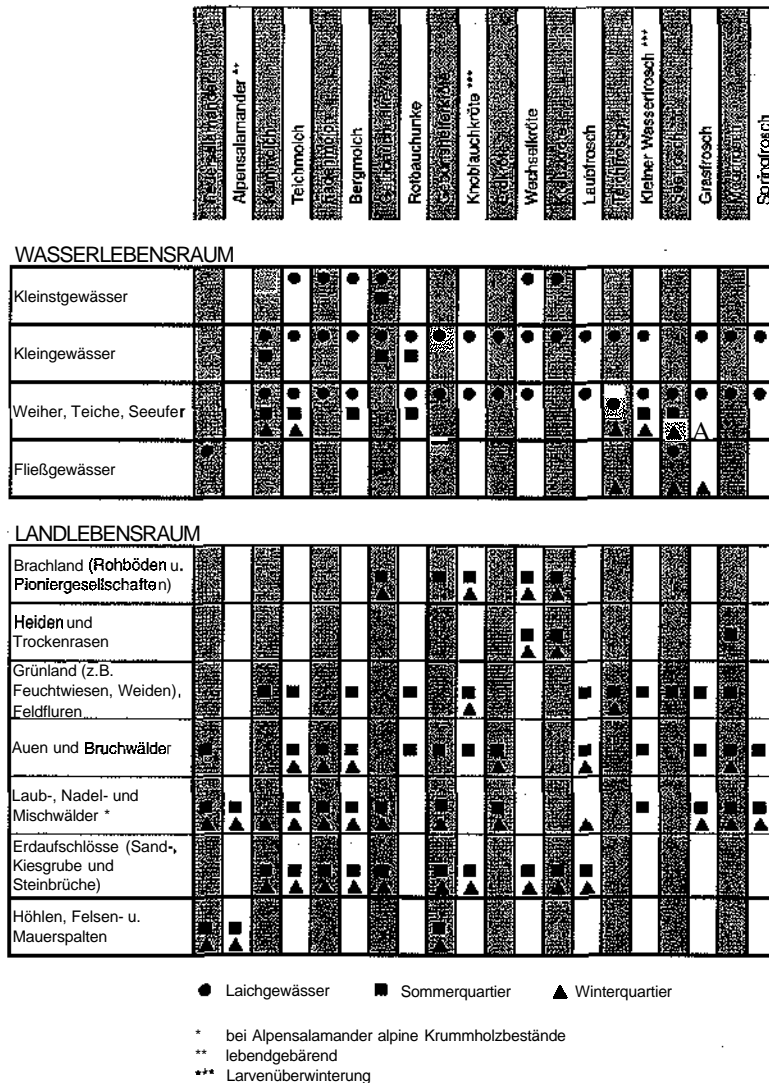 Alpensalamander **
Teichmolch
Bergmolch
Rotbauchunke
Knoblauchkröte ***
Wechselkröte
Laubfrosch
Kleiner Wasserfrosch ***
Grasfrosch
Springfrosch
WASSERLEBENSRAUM
Kleinstgewässer
Kleingewässer
Weiher, Teiche, Seeufer
A
Fließgewässer
LANDLEBENSRAUM
Brachland (Rohböden u.
Pioniergesellschaften)
Heiden und
Trockenrasen
Grünland (z.B.
Feuchtwiesen, Weiden),
Feldfluren
Auen und Bruchwälder
Laub-, Nadel- und
Mischwälder *
Erdaufschlösse (Sand-,
Kiesgrube und
Steinbrüche)
Höhlen, Felsen- u.
Mauerspalten
Laichgewässer Sommerquartier Winterquartier
* bei Alpensalamander alpine Krummholzbestände
** lebendgebärend
*** Larvenüberwinterung